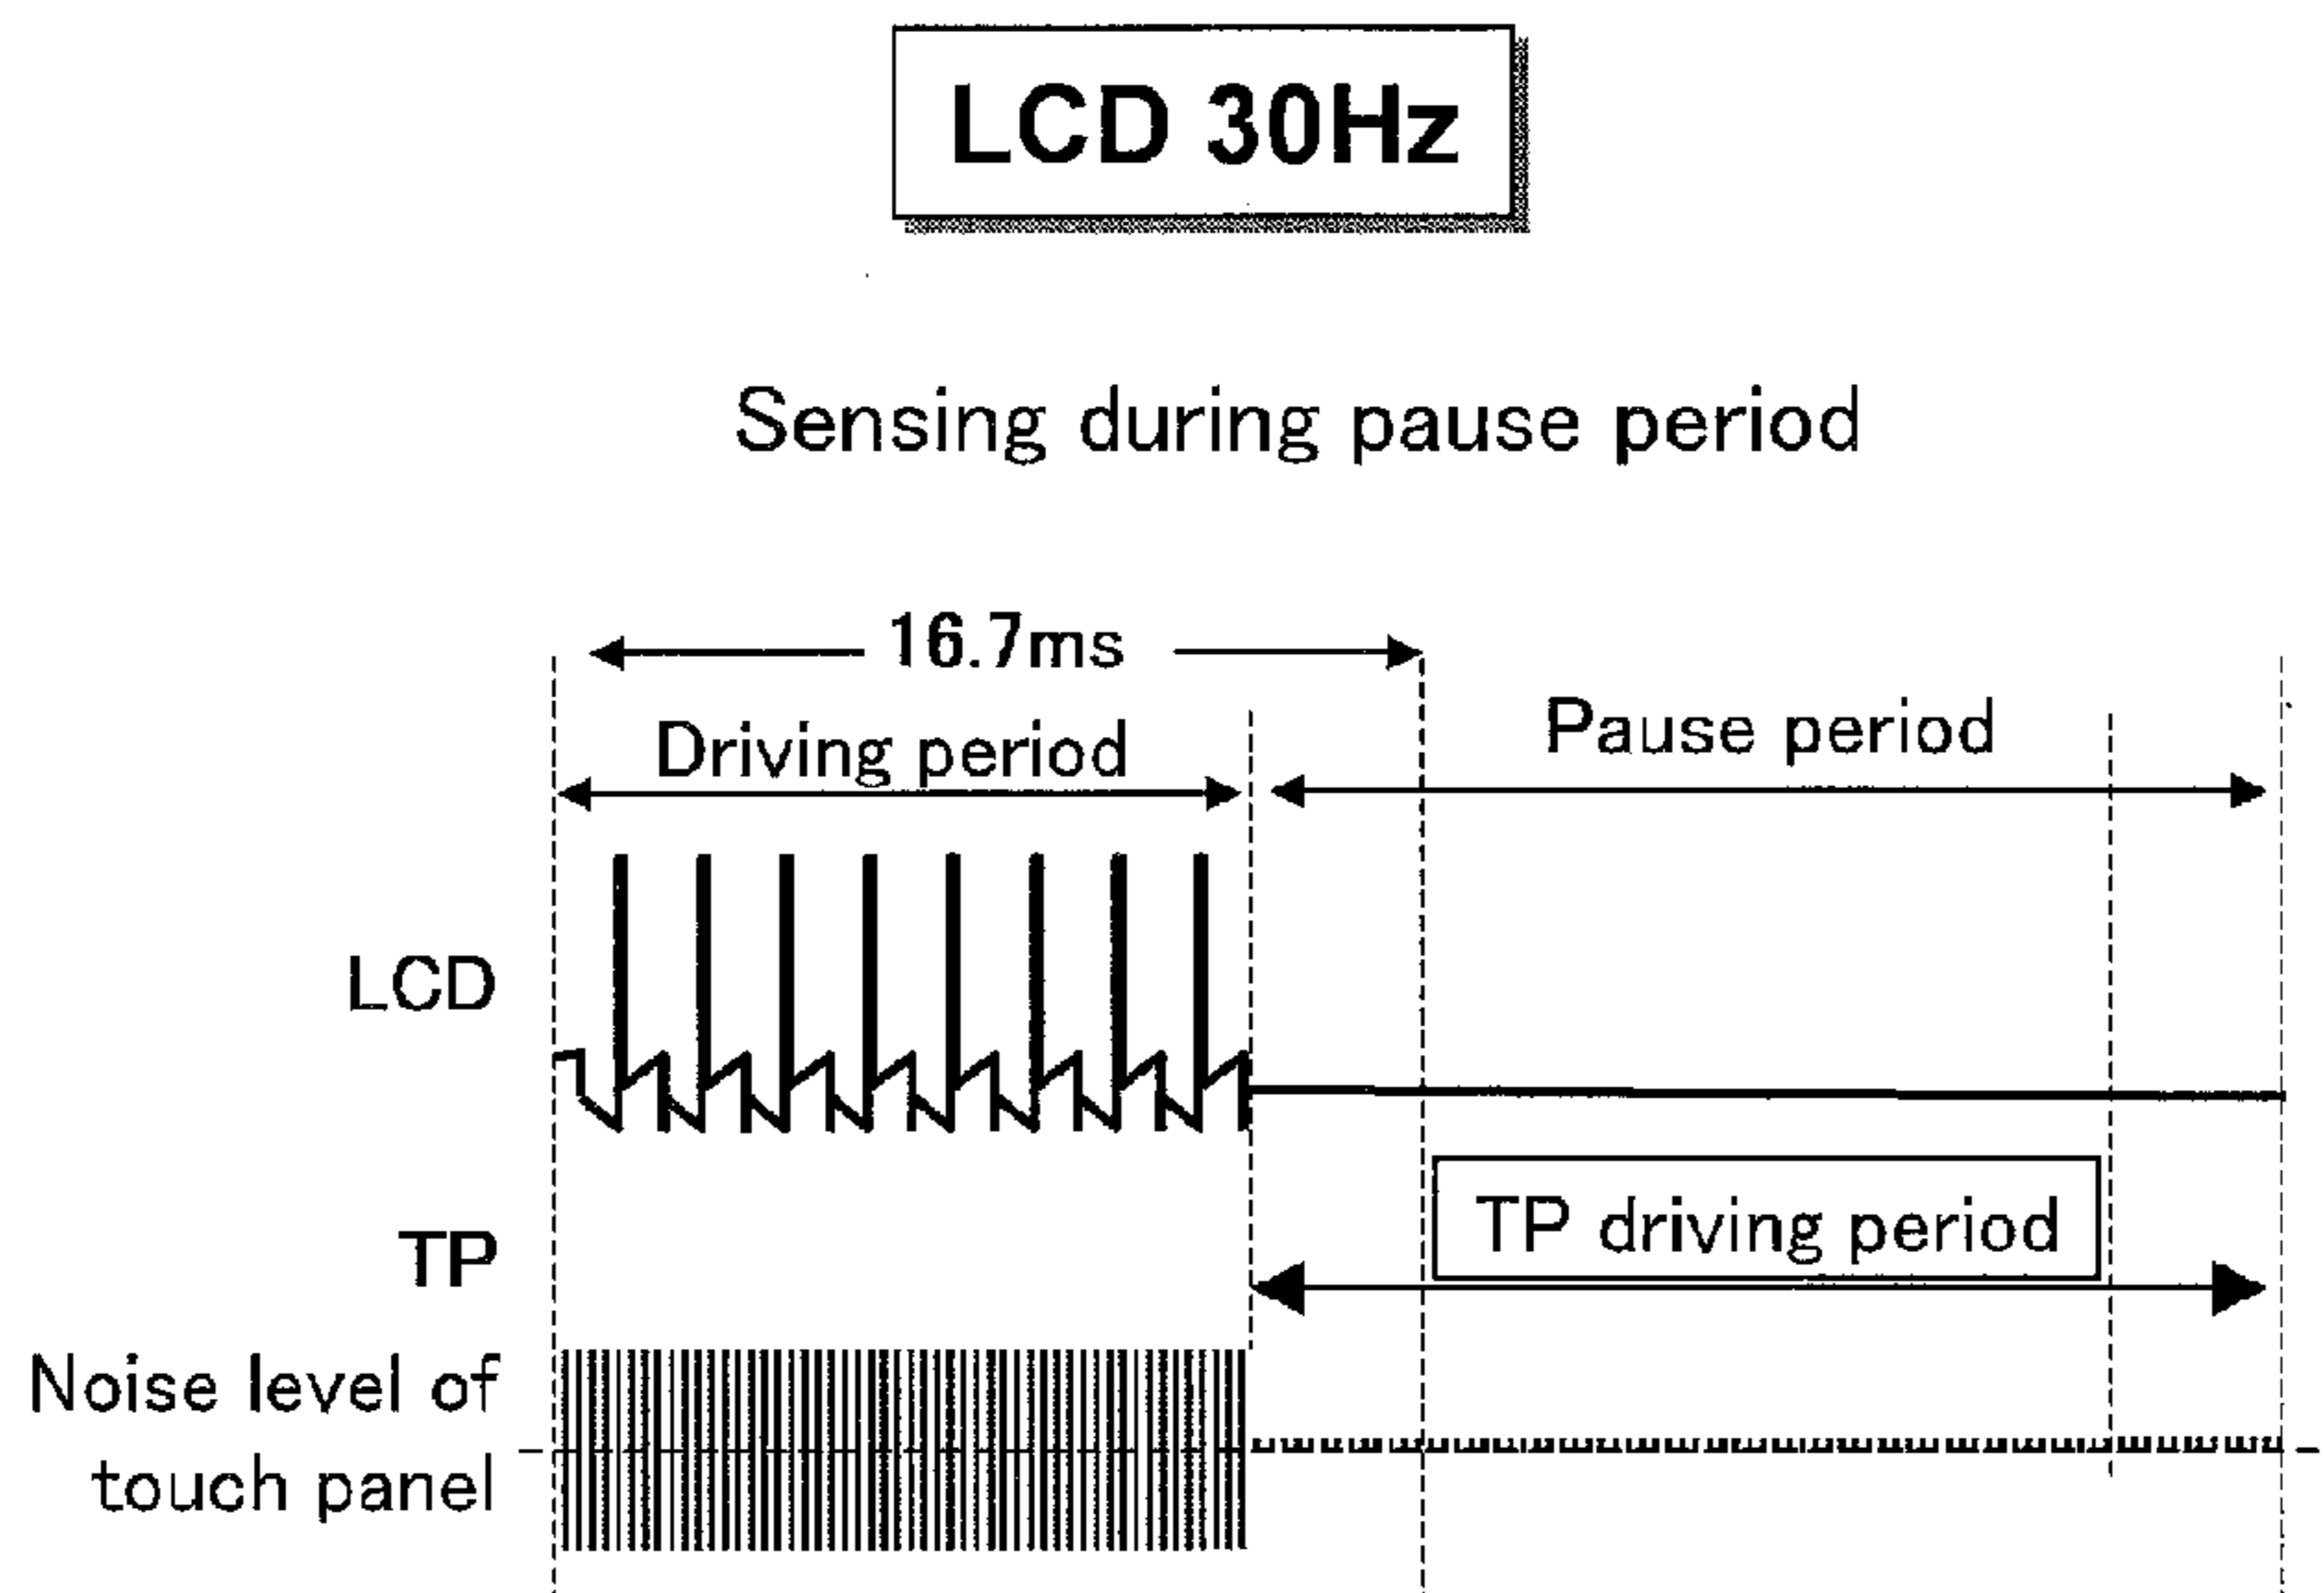 LCD 30Hz
Sensing during pause period
16.7ms
Driving period
Pause period
LCD
TP
TP driving period
Noise level of
touch panel